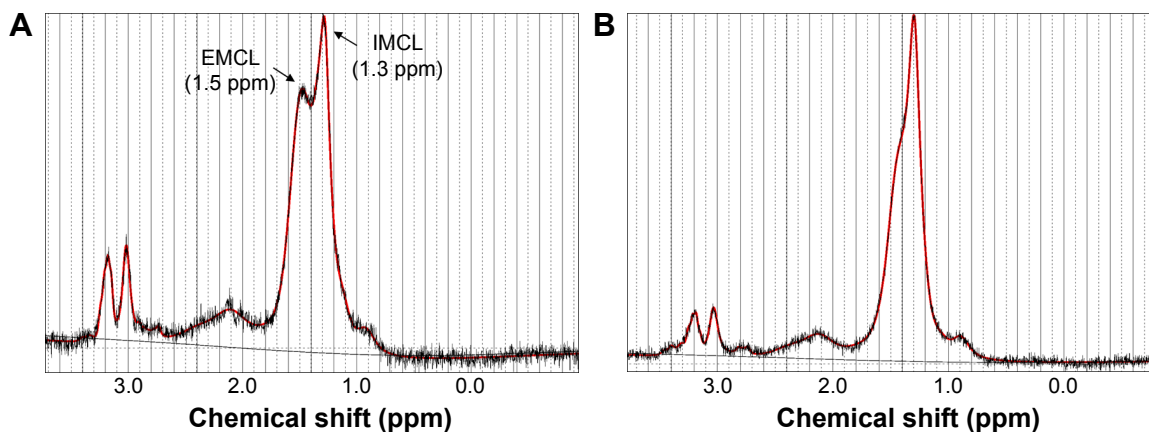 A
EMCL
(1.5 ppm)
IMCL
(1.3 ppm)
3.0 2.0 1.0 0.0
Chemical shift (ppm)
B
3.0 2.0 1.0 0.0
Chemical shift (ppm)